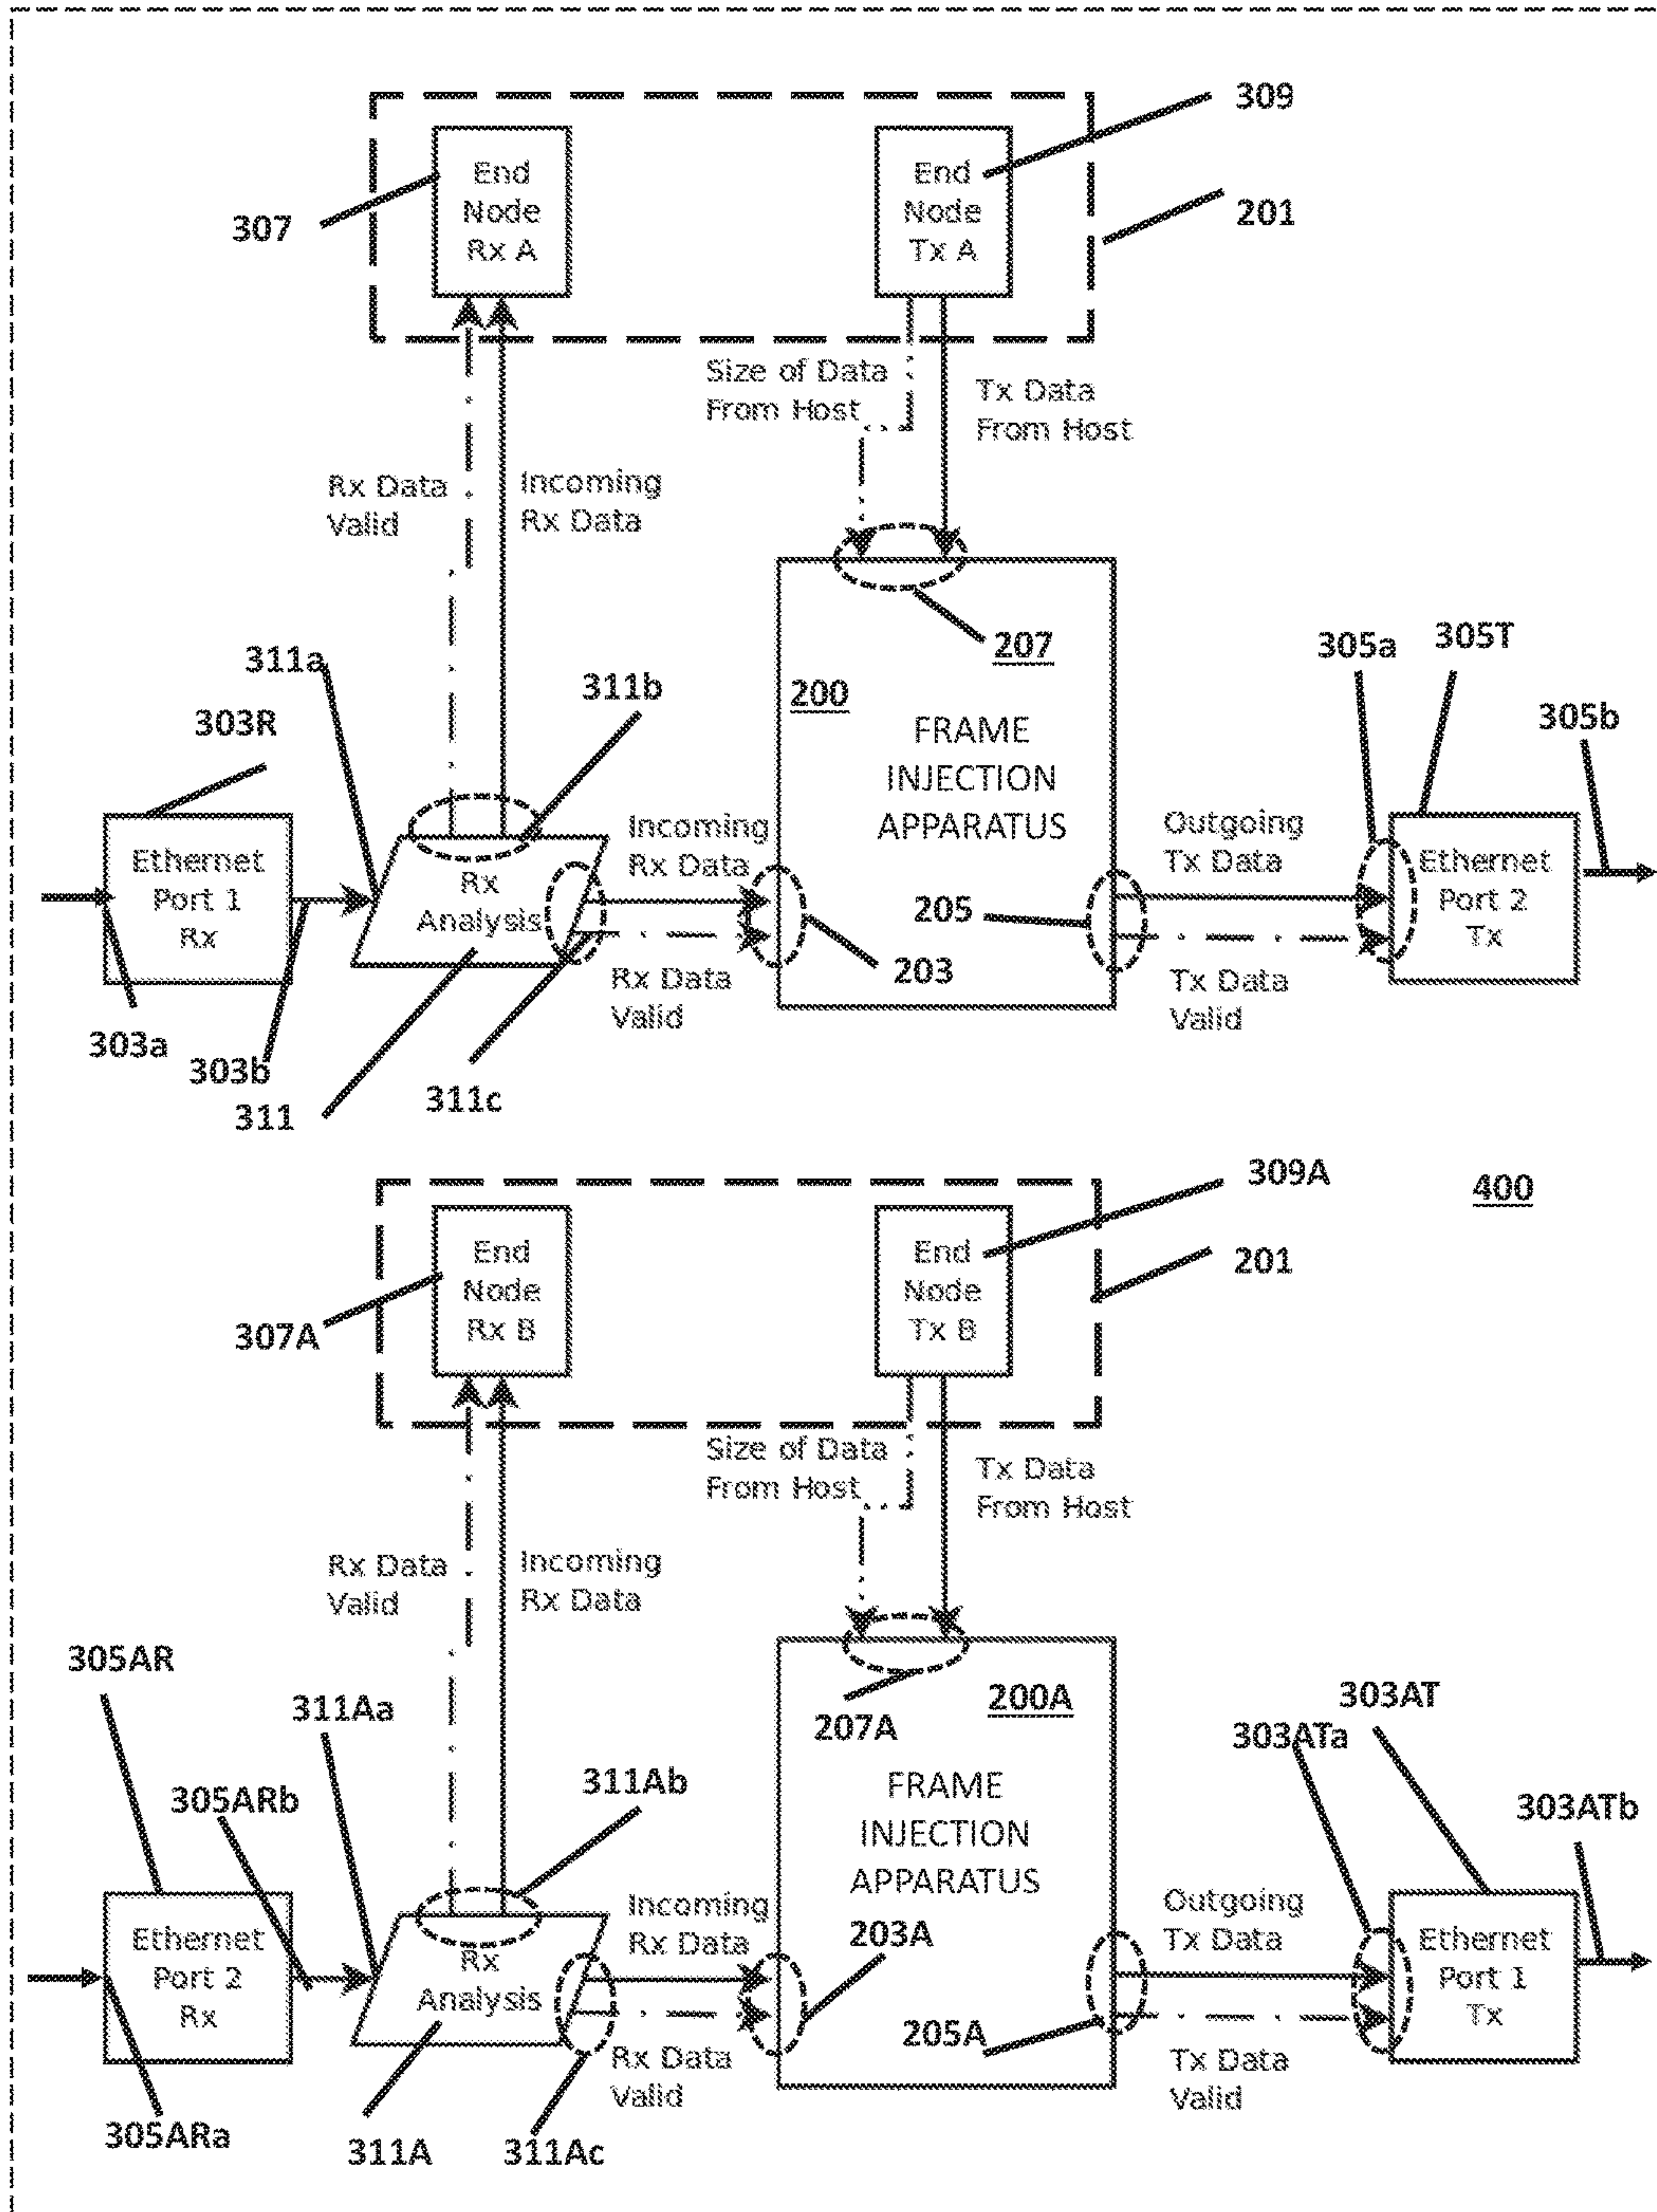 309
End
Node
Rx A
End
Node
Tx A
201
307
Size of Data
From Host
Tx Data
From Host
Rx Data
Valid
Incoming
Rx Data
207
311a
311b
200
305a
305T
303R
305b
FRAME
INJECTION
APPARATUS
Ethernet
Port 1
Rx
Rx
Analysis
Incoming
Rx Data
Outgoing
Tx Data
Ethernet
Port 2
Tx
205
203
Rx Data
Valid
Tx Data
Valid
303a
303b
311
311c
309A
400
End
Node
Rx B
End
Node
Tx B
201
307A
Size of Data
From Host
Tx Data
From Host
Rx Data
Valid
Incoming
Rx Data
305AR
311Aa
200A
207A
303AT
303ATa
311Ab
305ARb
303ATb
FRAME
INJECTION
APPARATUS
Ethernet
Port 2
Rx
Rx
Analysis
Incoming
Rx Data
203A
Outgoing
Tx Data
Ethernet
Port 1
Tx
205A
Rx Data
Valid
Tx Data
Valid
305ARa
311A
311Ac